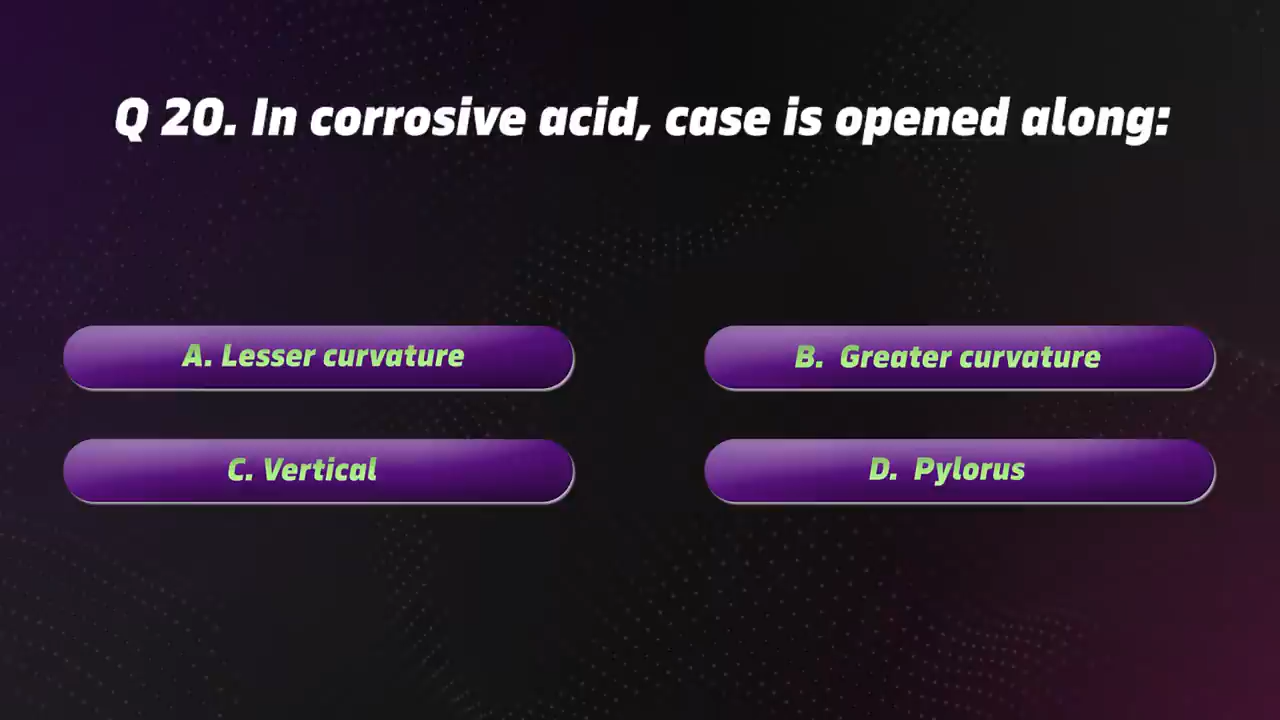 Q 20. In corrosive acid, case is opened along:
A. Lesser curvature
B. Greater curvature
C. Vertical
D. Pylorus